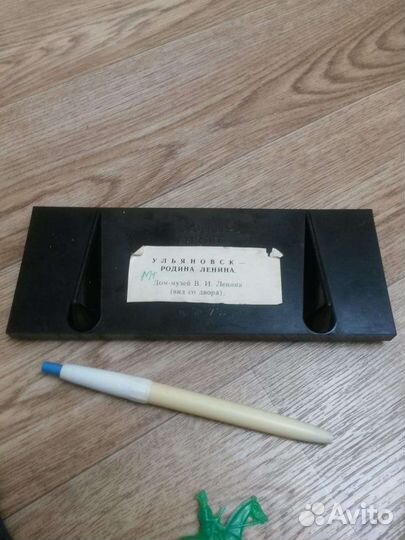 УЛЬЯНОВСК —
РОДИНА ЛЕНИНА.
Дом-музей В. И. Ленина
(вид со двора).
Avito